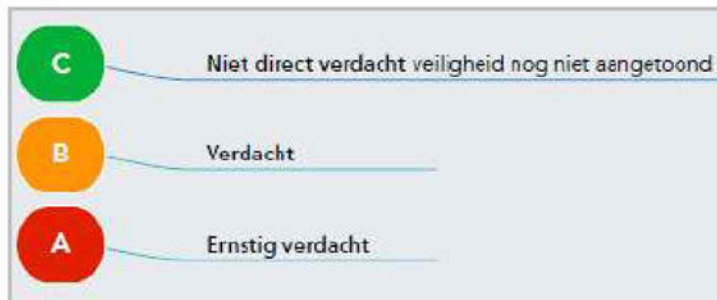 C
Niet direct verdacht veiligheid nog niet aangetoond
B
Verdacht
A
Ernstig verdacht